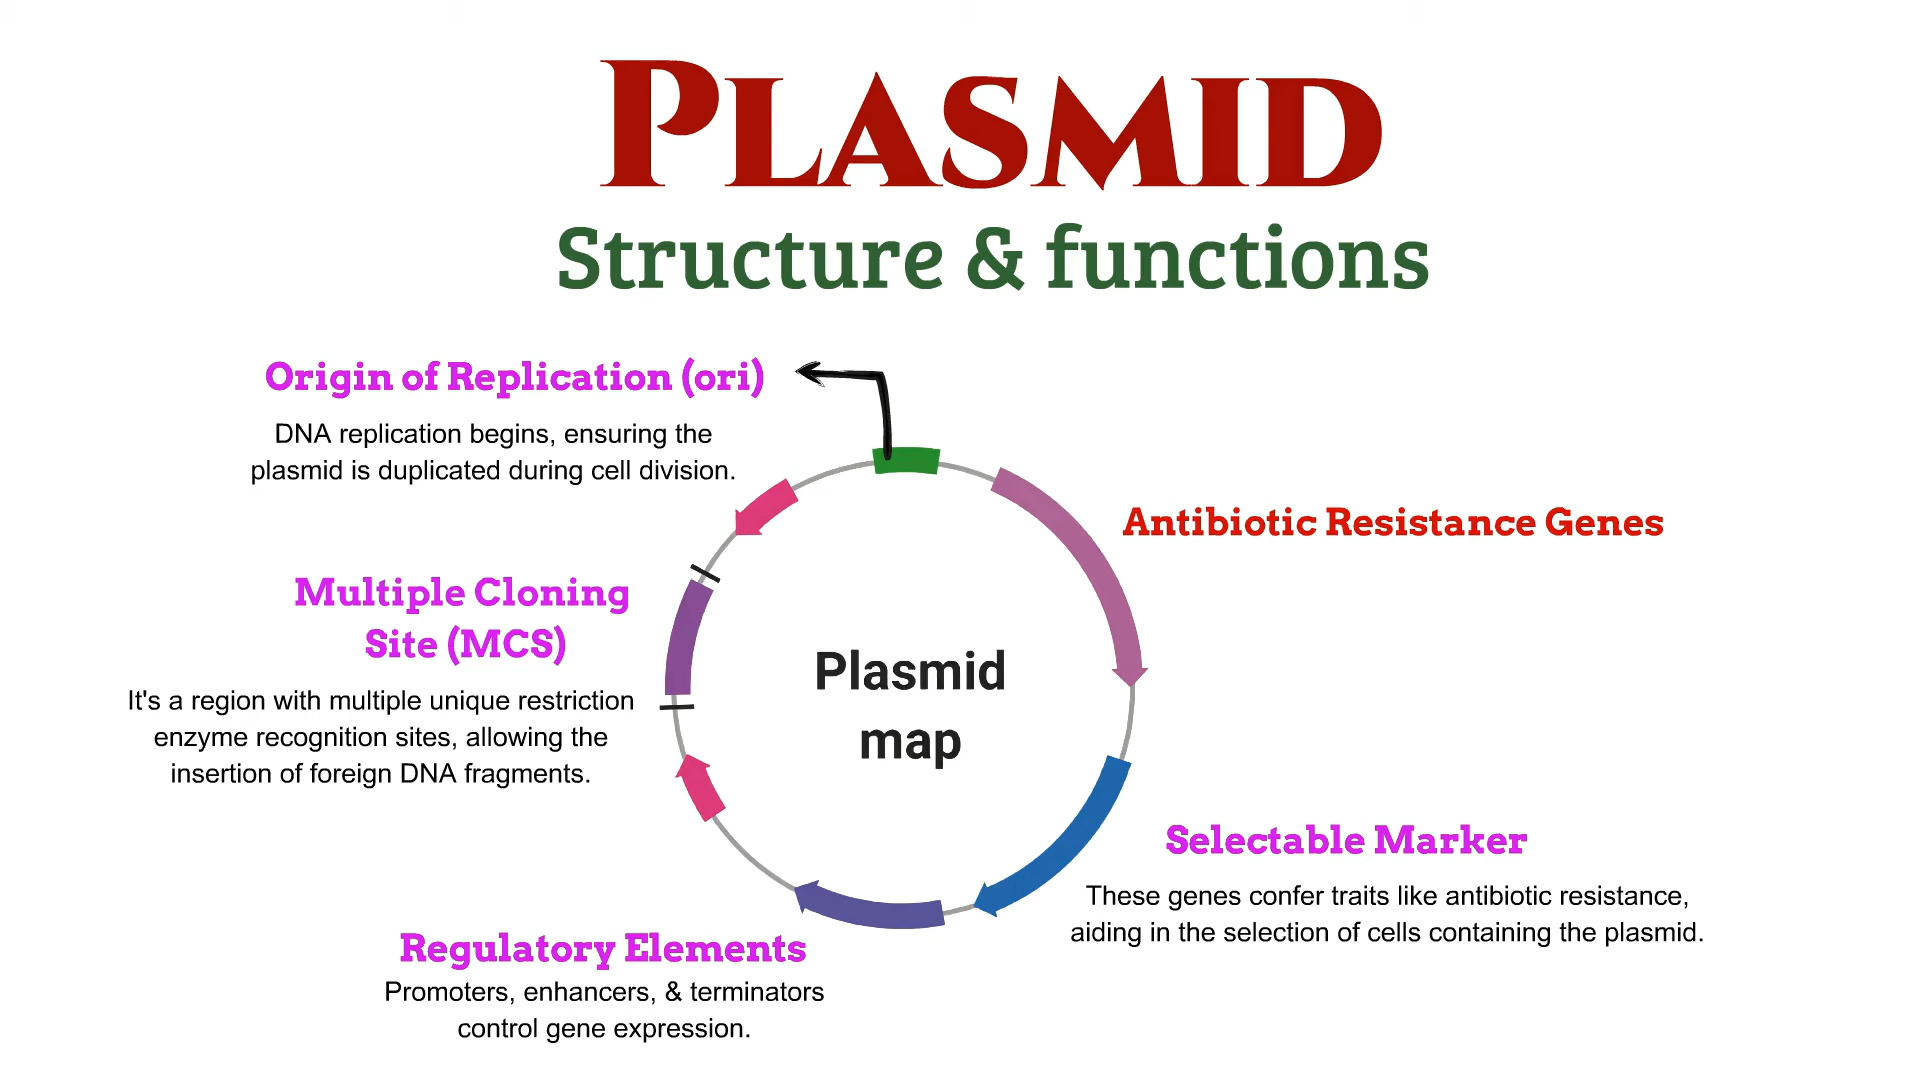 PLASMID
Structure & functions
Origin of Replication (ori)
DNA replication begins, ensuring the
plasmid is duplicated during cell division.
Antibiotic Resistance Genes
Multiple Cloning
Site (MCS)
It's a region with multiple unique restriction
enzyme recognition sites, allowing the
insertion of foreign DNA fragments.
Plasmid
map
Selectable Marker
These genes confer traits like antibiotic resistance,
aiding in the selection of cells containing the plasmid.
Regulatory Elements
Promoters, enhancers, & terminators
control gene expression.